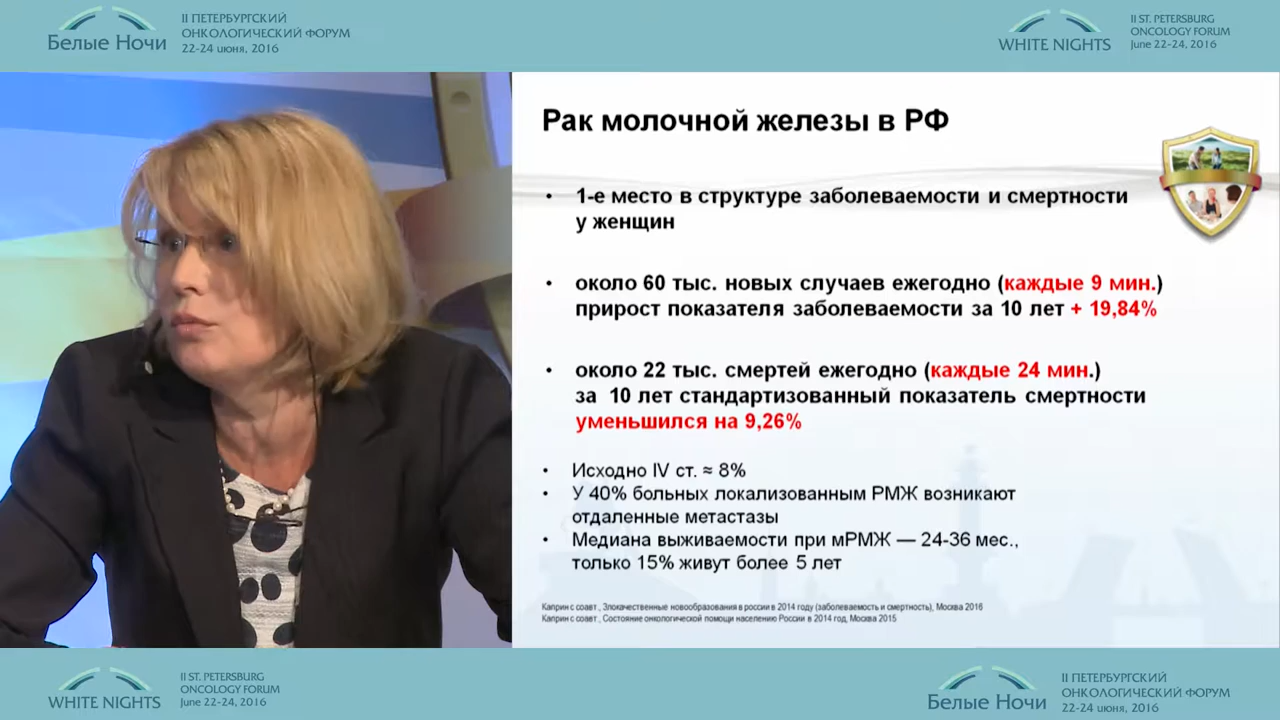 Белые Ночи
II ПЕТЕРБУРГСКИЙ
ОНКОЛОГИЧЕСКИЙ ФОРУМ
22-24 июня, 2016
WHITE NIGHTS
II ST. PETERSBURG
ONCOLOGY FORUM
June 22-24, 2016
Рак молочной железы в РФ
• 1-е место в структуре заболеваемости и смертности
у женщин
• около 60 тыс. новых случаев ежегодно (каждые 9 мин.)
прирост показателя заболеваемости за 10 лет + 19,84%
• около 22 тыс. смертей ежегодно (каждые 24 мин.)
за 10 лет стандартизованный показатель смертности
уменьшился на 9,26%
• Исходно IV ст. ≈ 8%
• У 40% больных локализованным РМЖ возникают
отдаленные метастазы
• Медиана выживаемости при мРМЖ — 24-36 мес.,
только 15% живут более 5 лет
Каприн с соавт., Злокачественные новообразования в россии в 2014 году (заболеваемость и смертность), Москва 2016
Каприн с соавт., Состояние онкологической помощи населению России в 2014 год, Москва 2015
WHITE NIGHTS
II ST. PETERSBURG
ONCOLOGY FORUM
June 22-24, 2016
Белые Ночи
II ПЕТЕРБУРГСКИЙ
ОНКОЛОГИЧЕСКИЙ ФОРУМ
22-24 июня, 2016